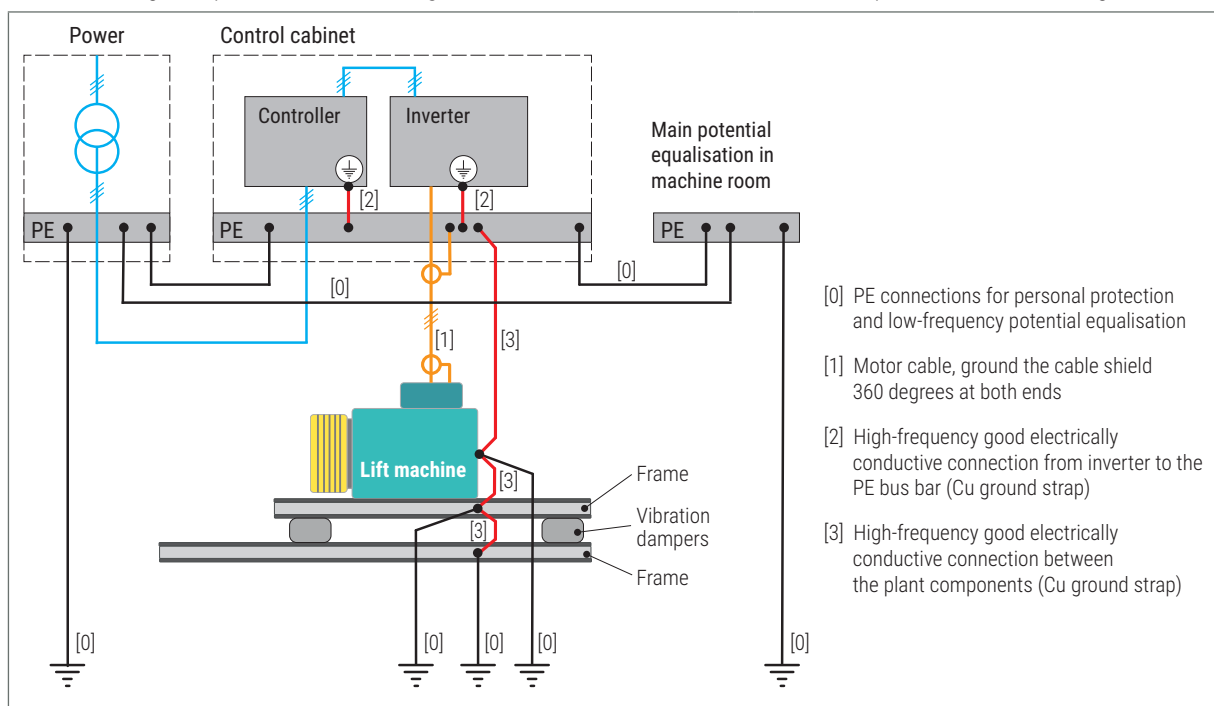 Power
Control cabinet
Controller
Inverter
Main potential
equalisation in
machine room
[2]
[2]
PE
PE
PE
[0]
[0]
[0] PE connections for personal protection
and low-frequency potential equalisation
[1]
[3]
[1] Motor cable, ground the cable shield
360 degrees at both ends
[2] High-frequency good electrically
conductive connection from inverter to the
PE bus bar (Cu ground strap)
[3] High-frequency good electrically
conductive connection between
the plant components (Cu ground strap)
Lift machine
[3]
Frame
Vibration
dampers
[3]
Frame
[0]
[0]
[0]
[0]
[0]